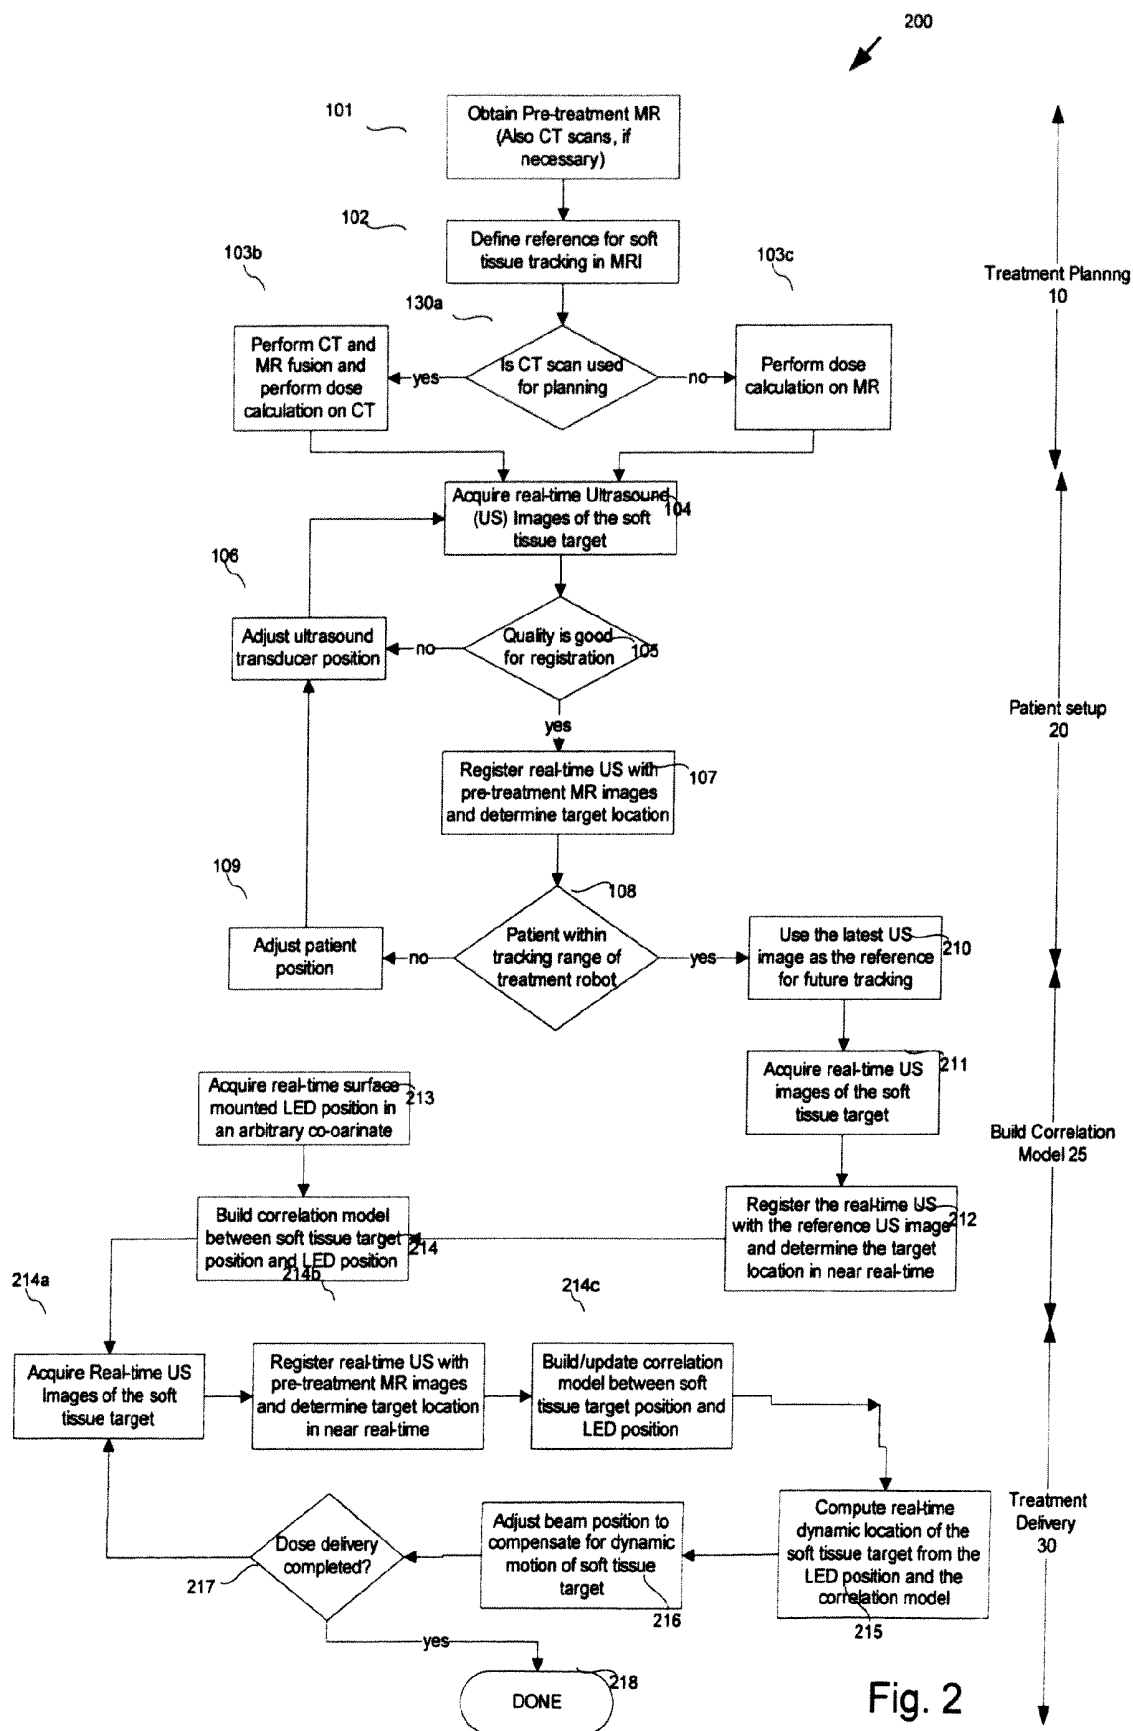 200
101
Obtain Pre-treatment MR
(Also CT scans, if
necessary)
102
Define reference for soft
tissue tracking in MRI
103b
103c
130a
Treatment Plannng
10
Perform CT and
MR fusion and
perform dose
calculation on CT
yes
Is CT scan used
for planning
no
Perform dose
calculation on MR
Acquire real-time Ultrasound
(US) Images of the soft
tissue target
104
106
Adjust ultrasound
transducer position
no
Quality is good
for registration
105
yes
Patient setup
20
Register real-time US with
pre-treatment MR images
and determine target location
107
109
108
Adjust patient
position
no
Patient within
tracking range of
treatment robot
yes
Use the latest US
image as the reference
for future tracking
210
Acquire real-time US
images of the soft
tissue target
211
Acquire real-time surface
mounted LED position in
an arbitrary co-oarinate
213
Build Correlation
Model 25
Build correlation model
between soft tissue target
position and LED position
214
Register the real-time US
with the reference US image
and determine the target
location in near real-time
212
214a
214b
214c
Acquire Real-time US
Images of the soft
tissue target
Register real-time US with
pre-treatment MR images
and determine target location
in near real-time
Build/update correlation
model between soft
tissue target position and
LED position
Treatment
Delivery
30
Dose delivery
completed?
217
Adjust beam position to
compensate for dynamic
motion of soft tissue
target
216
Compute real-time
dynamic location of the
soft tissue target from the
LED position and the
correlation model
215
yes
DONE
218
Fig. 2